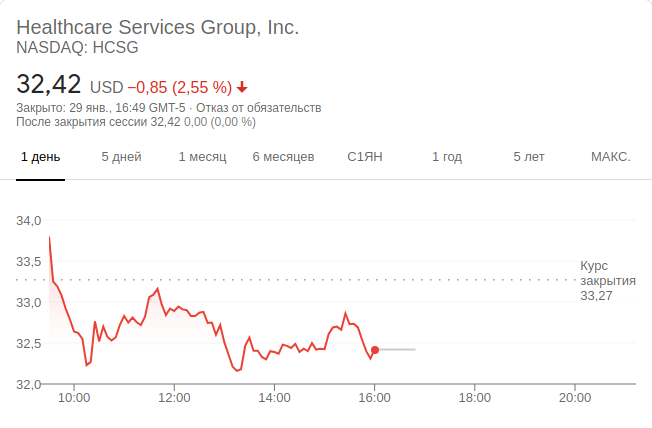 Healthcare Services Group, Inc.
NASDAQ: HCSG
32,42 USD −0,85 (2,55 %)
Закрыто: 29 янв., 16:49 GMT-5 · Отказ от обязательств
После закрытия сессии 32,42 0,00 (0,00 %)
1 день 5 дней 1 месяц 6 месяцев С1ЯН 1 год 5 лет МАКС.
34,0
33,5
33,0
32,5
32,0
Курс
закрытия
33,27
10:00 12:00 14:00 16:00 18:00 20:00